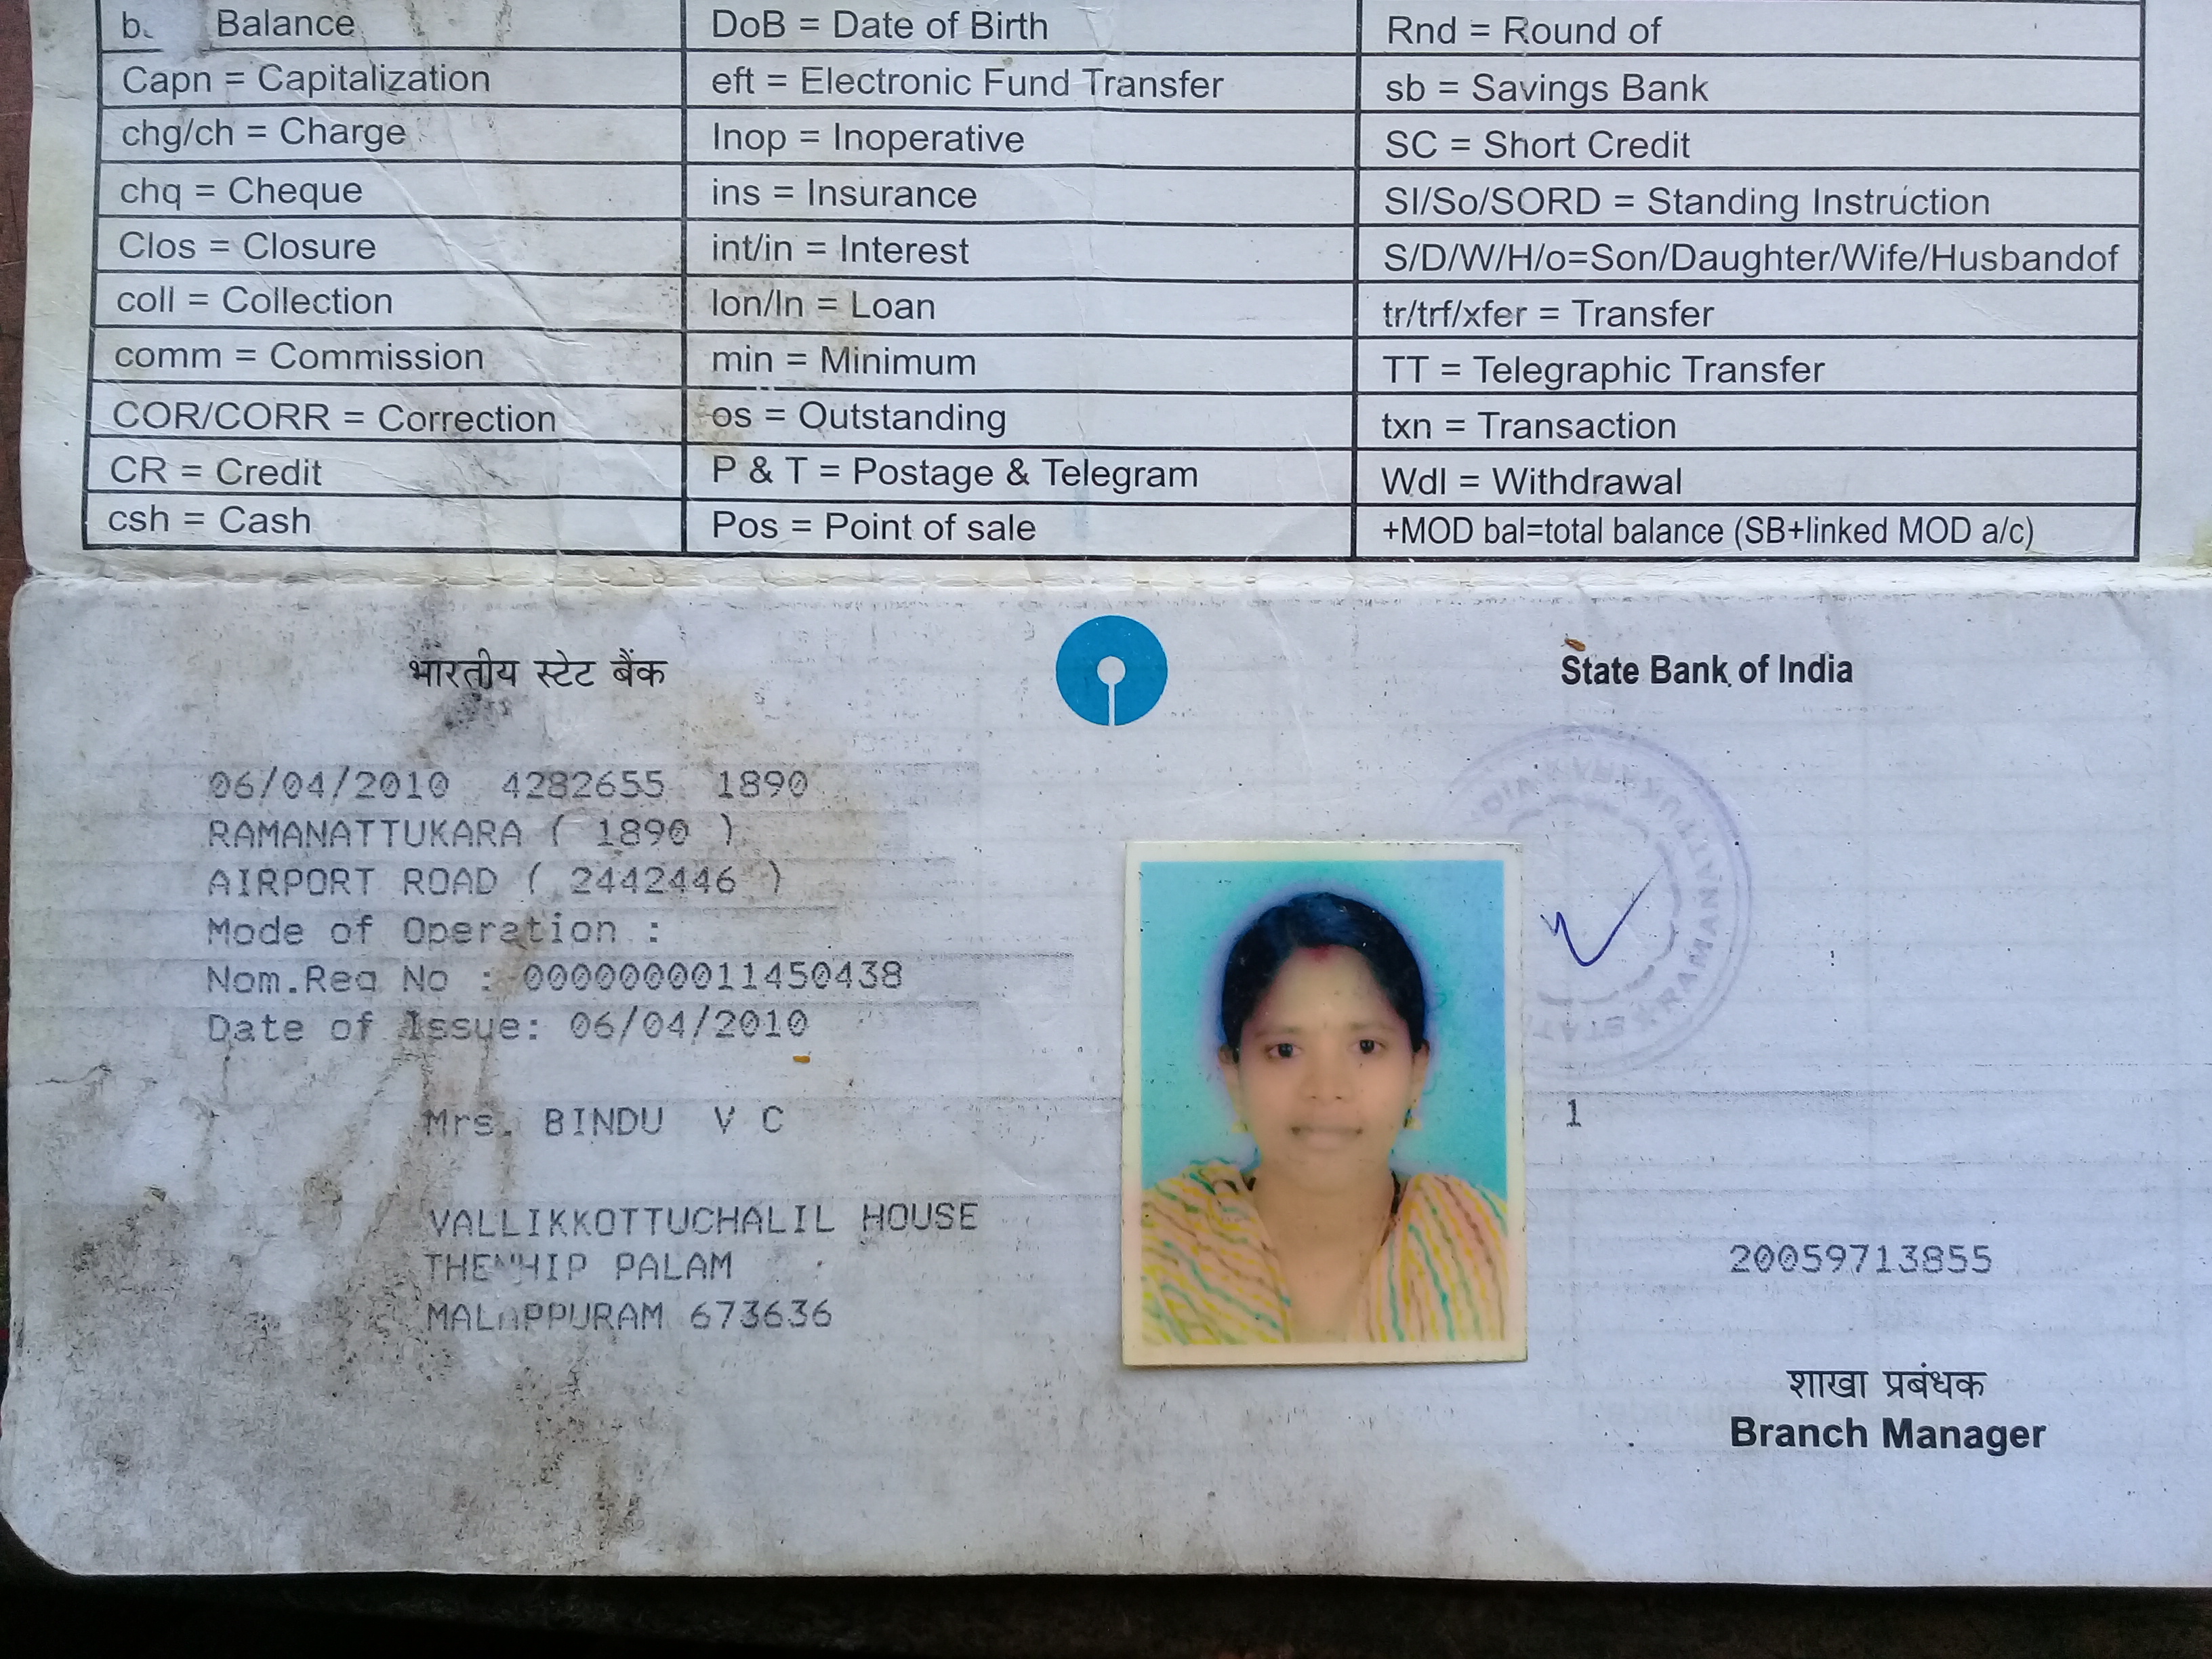 b. Balance DoB = Date of Birth Rnd = Round of
Capn = Capitalization eft = Electronic Fund Transfer sb = Savings Bank
chg/ch = Charge Inop = Inoperative SC = Short Credit
chq = Cheque ins = Insurance SI/So/SORD = Standing Instruction
Clos = Closure int/in = Interest S/D/W/H/o=Son/Daughter/Wife/Husbandof
coll = Collection lon/ln = Loan tr/trf/xfer = Transfer
comm = Commission min = Minimum TT = Telegraphic Transfer
COR/CORR = Correction os = Outstanding txn = Transaction
CR = Credit P & T = Postage & Telegram Wdl = Withdrawal
csh = Cash Pos = Point of sale +MOD bal=total balance (SB+linked MOD a/c)
भारतीय स्टेट बैंक State Bank of India
06/04/2010 4282655 1890
RAMANATTUKARA ( 1890 )
AIRPORT ROAD ( 2442446 )
Mode of Operation :
Nom.Reg No : 0000000011450438
Date of Issue: 06/04/2010
Mrs. BINDU V C 1
VALLIKKOTTUCHALIL HOUSE
PALAM 20059713855
MALAPPURAM 673636
शाखा प्रबंधक
Branch Manager